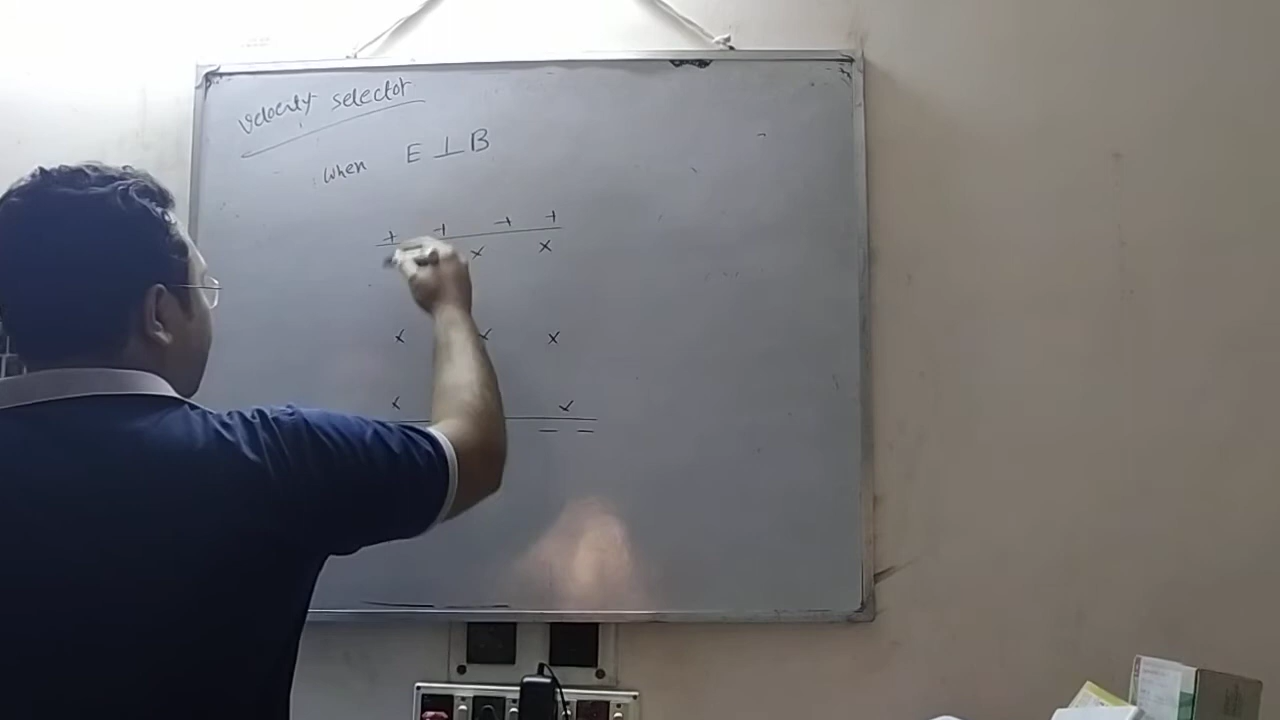 Velocity selector
when E ⊥ B
+ + + +
x x
x x x
x x
— —